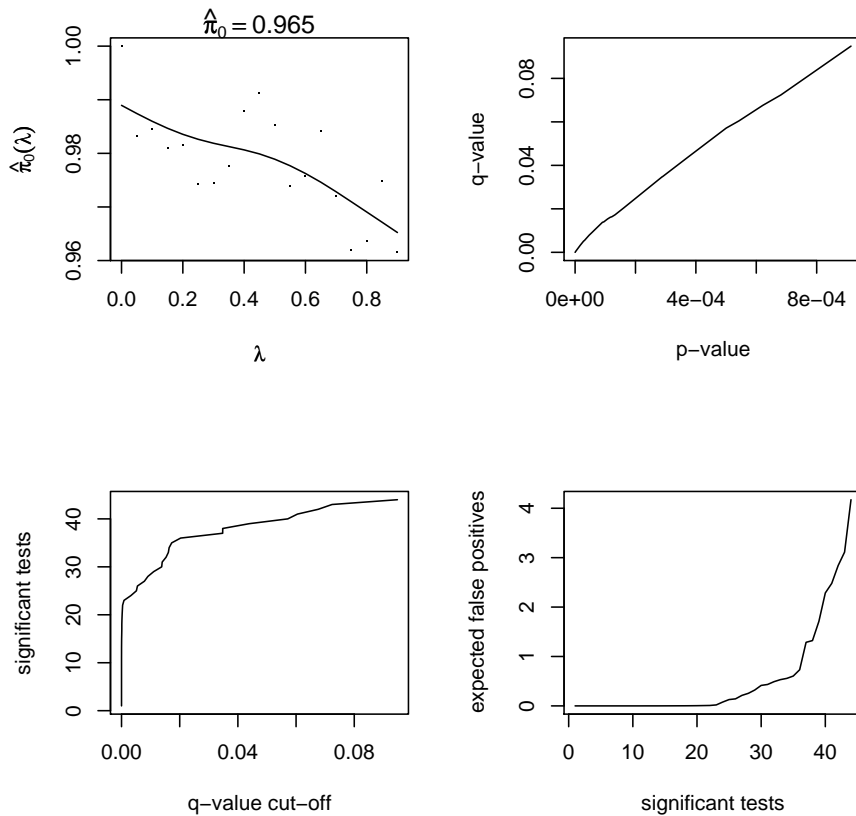 π̂₀ = 0.965
π̂₀(λ)
1.00
0.98
0.96
0.0 0.2 0.4 0.6 0.8
λ
q−value
0.08
0.04
0.00
0e+00 4e−04 8e−04
p−value
significant tests
40
30
20
10
0
0.00 0.04 0.08
q−value cut−off
expected false positives
4
3
2
1
0
0 10 20 30 40
significant tests